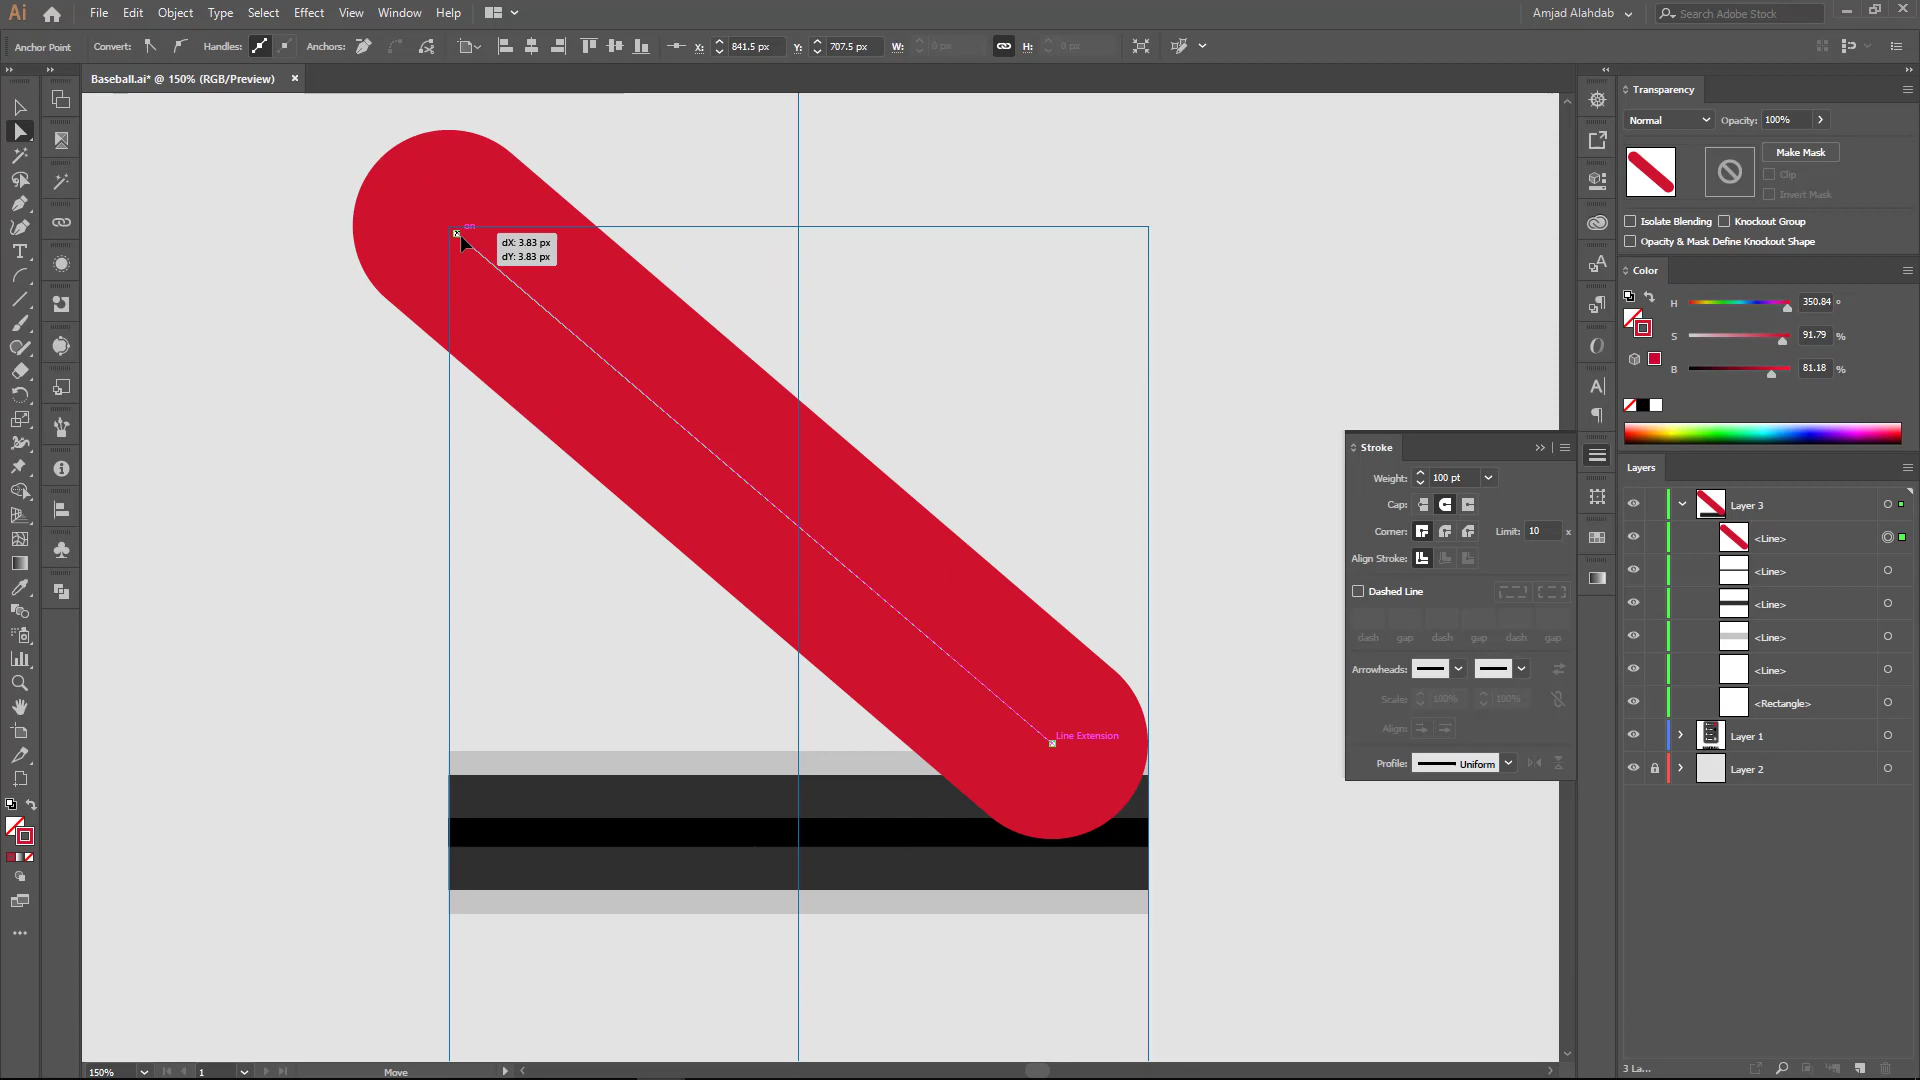 Ai File Edit Object Type Select Effect View Window Help Amjad Alahdab Search Adobe Stock
Anchor Point Convert: Handles: Anchors: X: 841.5 px Y: 707.5 px W: 0 px H: 0 px
Baseball.ai* @ 150% (RGB/Preview)
Transparency
Normal Opacity: 100%
Make Mask
Clip
Invert Mask
Isolate Blending Knockout Group
Opacity & Mask Define Knockout Shape
on
dX: 3.83 px
dY: 3.83 px
Color
H 350.84 °
S 91.79 %
B 81.18 %
Line Extension
Stroke
Weight: 100 pt
Cap:
Corner: Limit: 10 x
Align Stroke:
Dashed Line
dash gap dash gap dash gap
Arrowheads:
Scale: 100% 100%
Align:
Profile: Uniform
Layers
Layer 3
<Line>
<Line>
<Line>
<Line>
<Line>
<Rectangle>
Layer 1
Layer 2
150% 1 Move
3 La...